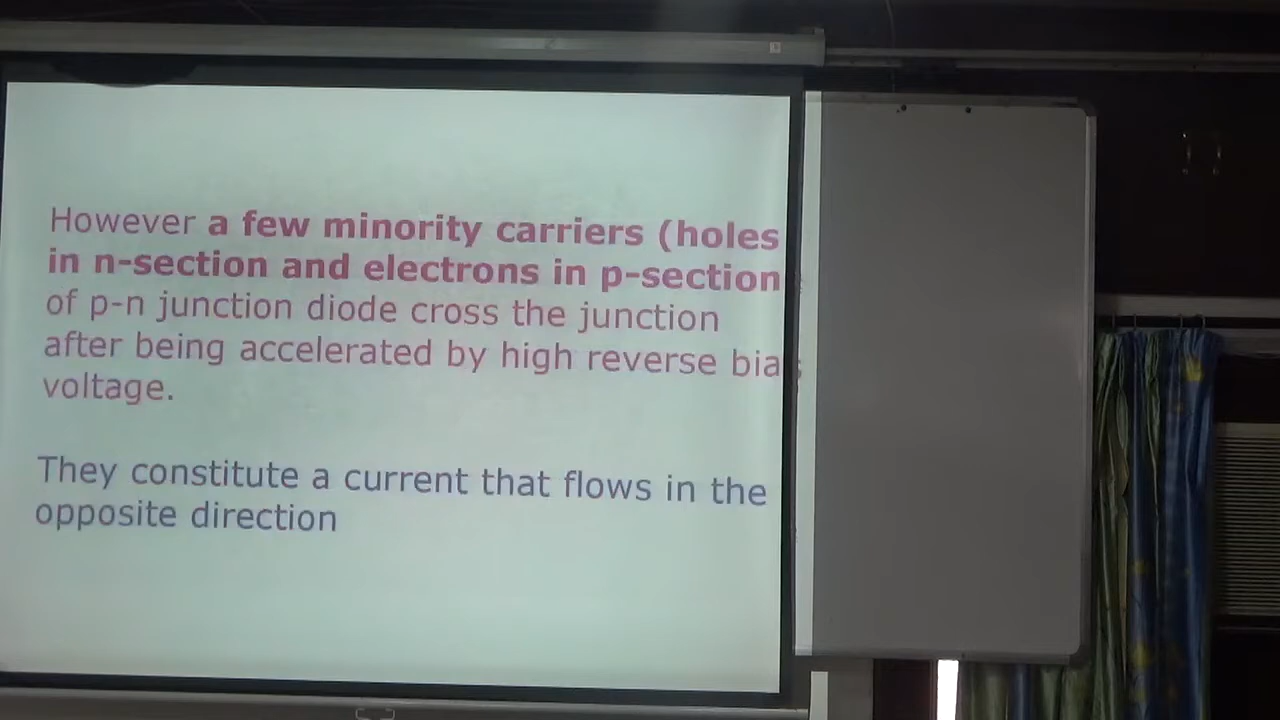 However a few minority carriers (holes
in n-section and electrons in p-section
of p-n junction diode cross the junction
after being accelerated by high reverse bias
voltage.
They constitute a current that flows in the
opposite direction